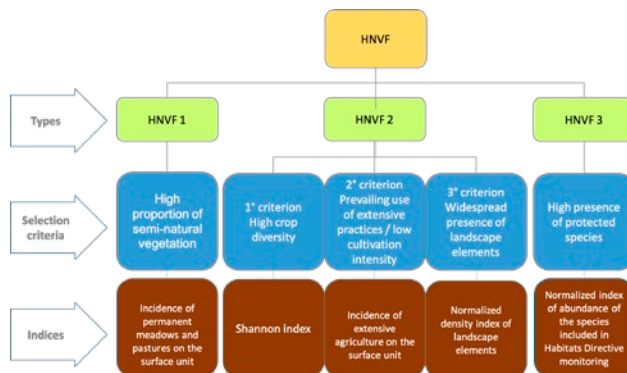 HNVF
Types
HNVF 1
HNVF 2
HNVF 3
Selection
criteria
High
proportion of
semi-natural
vegetation
1° criterion
High crop
diversity
2° criterion
Prevailing use
of extensive
practices / low
cultivation
intensity
3° criterion
Widespread
presence of
landscape
elements
High presence
of protected
species
Indices
Incidence of
permanent
meadows and
pastures on the
surface unit
Shannon index
Incidence of
extensive
agriculture on the
surface unit
Normalized
density index of
landscape
elements
Normalized index
of abundance of
the species
included in
Habitats Directive
monitoring